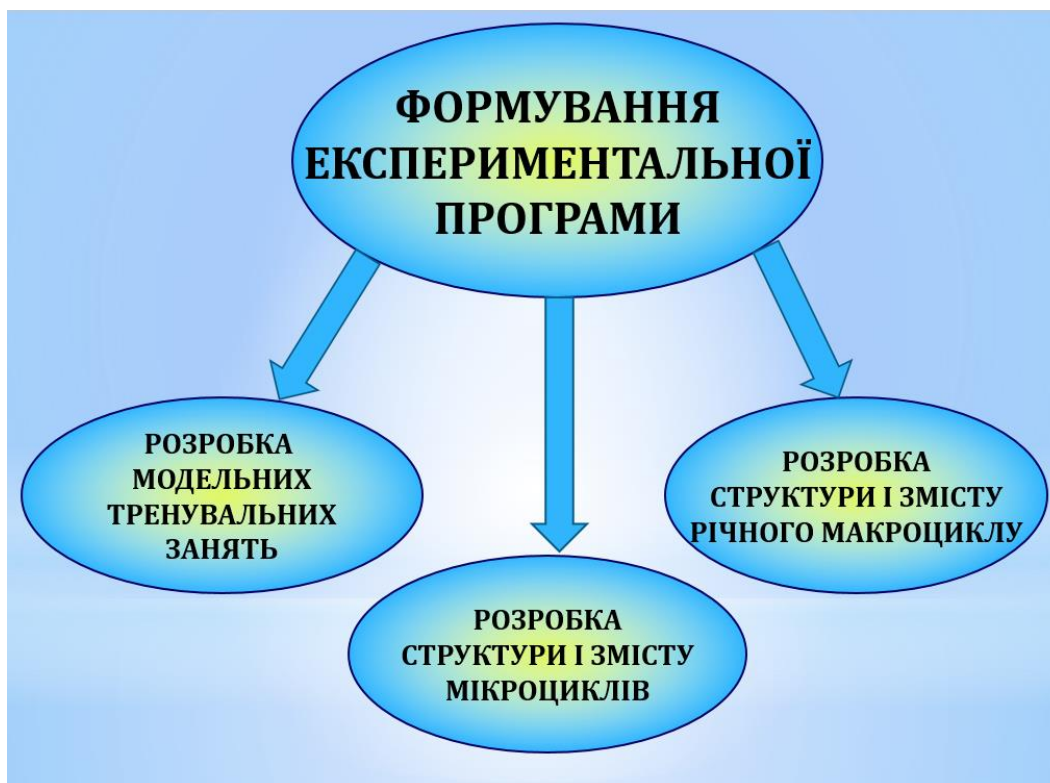 ФОРМУВАННЯ
ЕКСПЕРИМЕНТАЛЬНОЇ
ПРОГРАМИ
РОЗРОБКА
МОДЕЛЬНИХ
ТРЕНУВАЛЬНИХ
ЗАНЯТЬ
РОЗРОБКА
СТРУКТУРИ І ЗМІСТУ
МІКРОЦИКЛІВ
РОЗРОБКА
СТРУКТУРИ І ЗМІСТУ
РІЧНОГО МАКРОЦИКЛУ